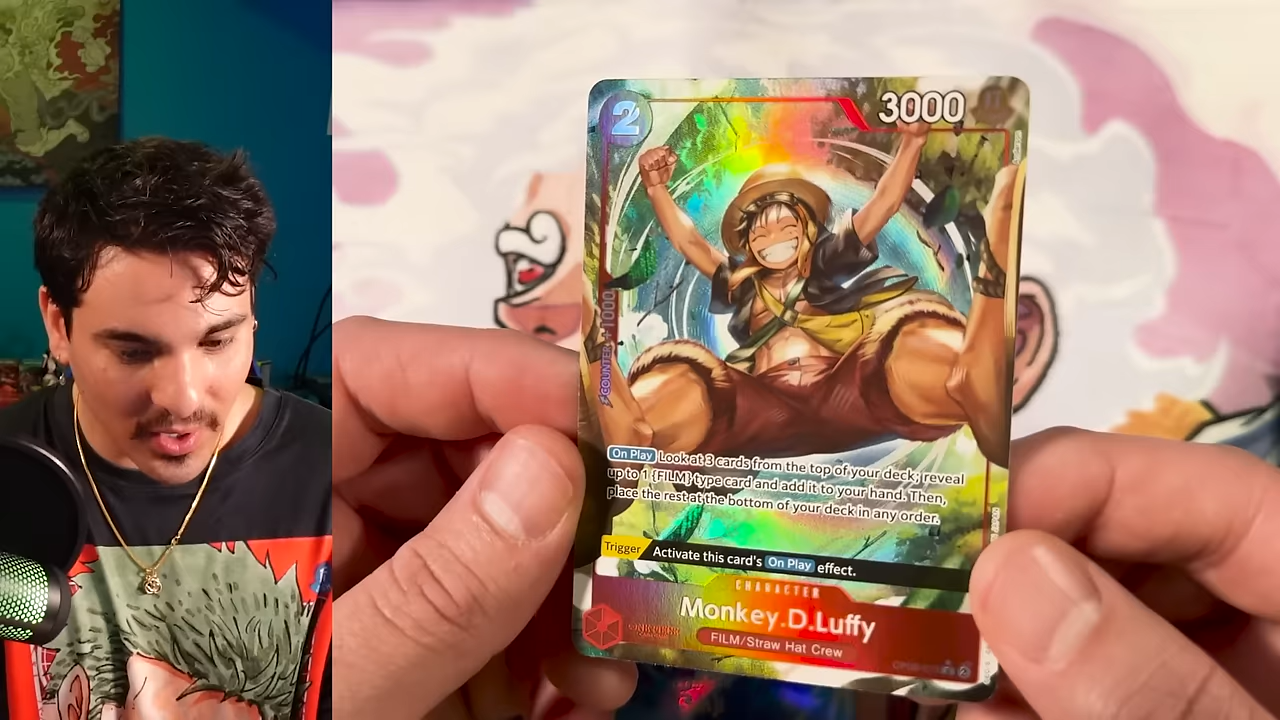 2
3000
COUNTER +1000
On Play Look at 3 cards from the top of your deck; reveal
up to 1 {FILM} type card and add it to your hand. Then,
place the rest at the bottom of your deck in any order.
Trigger Activate this card's On Play effect.
CHARACTER
Monkey.D.Luffy
FILM/Straw Hat Crew